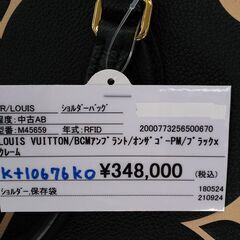 R/LOUIS ショルダーバッグ
程度:中古AB
型番:M45659 年式:RFID 2000773256500670
LOUIS VUITTON/BCMアンプラント/オンザゴーPM/ブラック×
クレーム
K+10676K0 ¥348,000(税込)
ショルダー,保存袋 180524
210924